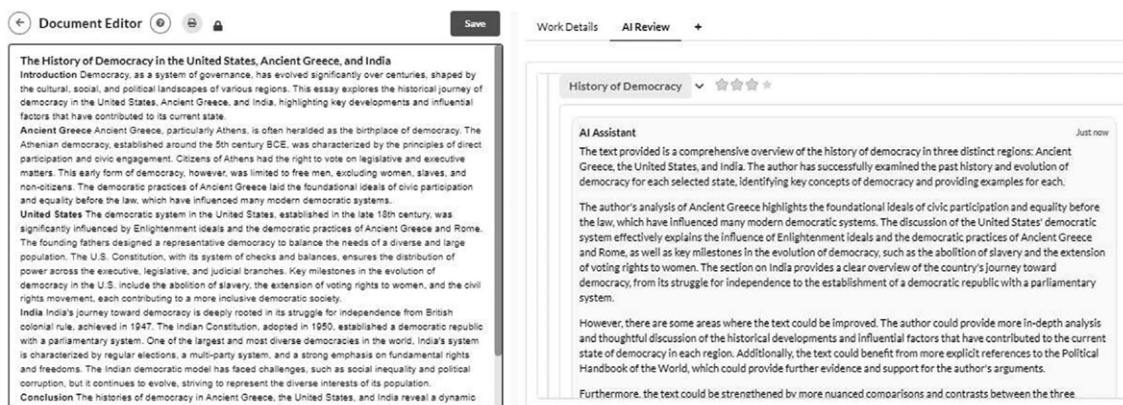 Document Editor
Save
The History of Democracy in the United States, Ancient Greece, and India
Introduction Democracy, as a system of governance, has evolved significantly over centuries, shaped by
the cultural, social, and political landscapes of various regions. This essay explores the historical journey of
democracy in the United States, Ancient Greece, and India, highlighting key developments and influential
factors that have contributed to its current state.
Ancient Greece Ancient Greece, particularly Athens, is often heralded as the birthplace of democracy. The
Athenian democracy, established around the 5th century BCE, was characterized by the principles of direct
participation and civic engagement. Citizens of Athens had the right to vote on legislative and executive
matters. This early form of democracy, however, was limited to free men, excluding women, slaves, and
non-citizens. The democratic practices of Ancient Greece laid the foundational ideals of civic participation
and equality before the law, which have influenced many modern democratic systems.
United States The democratic system in the United States, established in the late 18th century, was
significantly influenced by Enlightenment ideals and the democratic practices of Ancient Greece and Rome.
The founding fathers designed a representative democracy to balance the needs of a diverse and large
population. The U.S. Constitution, with its system of checks and balances, ensures the distribution of
power across the executive, legislative, and judicial branches. Key milestones in the evolution of
democracy in the U.S. include the abolition of slavery, the extension of voting rights to women, and the civil
rights movement, each contributing to a more inclusive democratic society.
India India's journey toward democracy is deeply rooted in its struggle for independence from British
colonial rule, achieved in 1947. The Indian Constitution, adopted in 1950, established a democratic republic
with a parliamentary system. One of the largest and most diverse democracies in the world, India's system
is characterized by regular elections, a multi-party system, and a strong emphasis on fundamental rights
and freedoms. The Indian democratic model has faced challenges, such as social inequality and political
corruption, but it continues to evolve, striving to represent the diverse interests of its population.
Conclusion The histories of democracy in Ancient Greece, the United States, and India reveal a dynamic
Work Details
AI Review
+
History of Democracy
AI Assistant
Just now
The text provided is a comprehensive overview of the history of democracy in three distinct regions: Ancient
Greece, the United States, and India. The author has successfully examined the past history and evolution of
democracy for each selected state, identifying key concepts of democracy and providing examples for each.
The author's analysis of Ancient Greece highlights the foundational ideals of civic participation and equality before
the law, which have influenced many modern democratic systems. The discussion of the United States' democratic
system effectively explains the influence of Enlightenment ideals and the democratic practices of Ancient Greece
and Rome, as well as key milestones in the evolution of democracy, such as the abolition of slavery and the extension
of voting rights to women. The section on India provides a clear overview of the country's journey toward
democracy, from its struggle for independence to the establishment of a democratic republic with a parliamentary
system.
However, there are some areas where the text could be improved. The author could provide more in-depth analysis
and thoughtful discussion of the historical developments and influential factors that have contributed to the current
state of democracy in each region. Additionally, the text could benefit from more explicit references to the Political
Handbook of the World, which could provide further evidence and support for the author's arguments.
Furthermore, the text could be strengthened by more nuanced comparisons and contrasts between the three